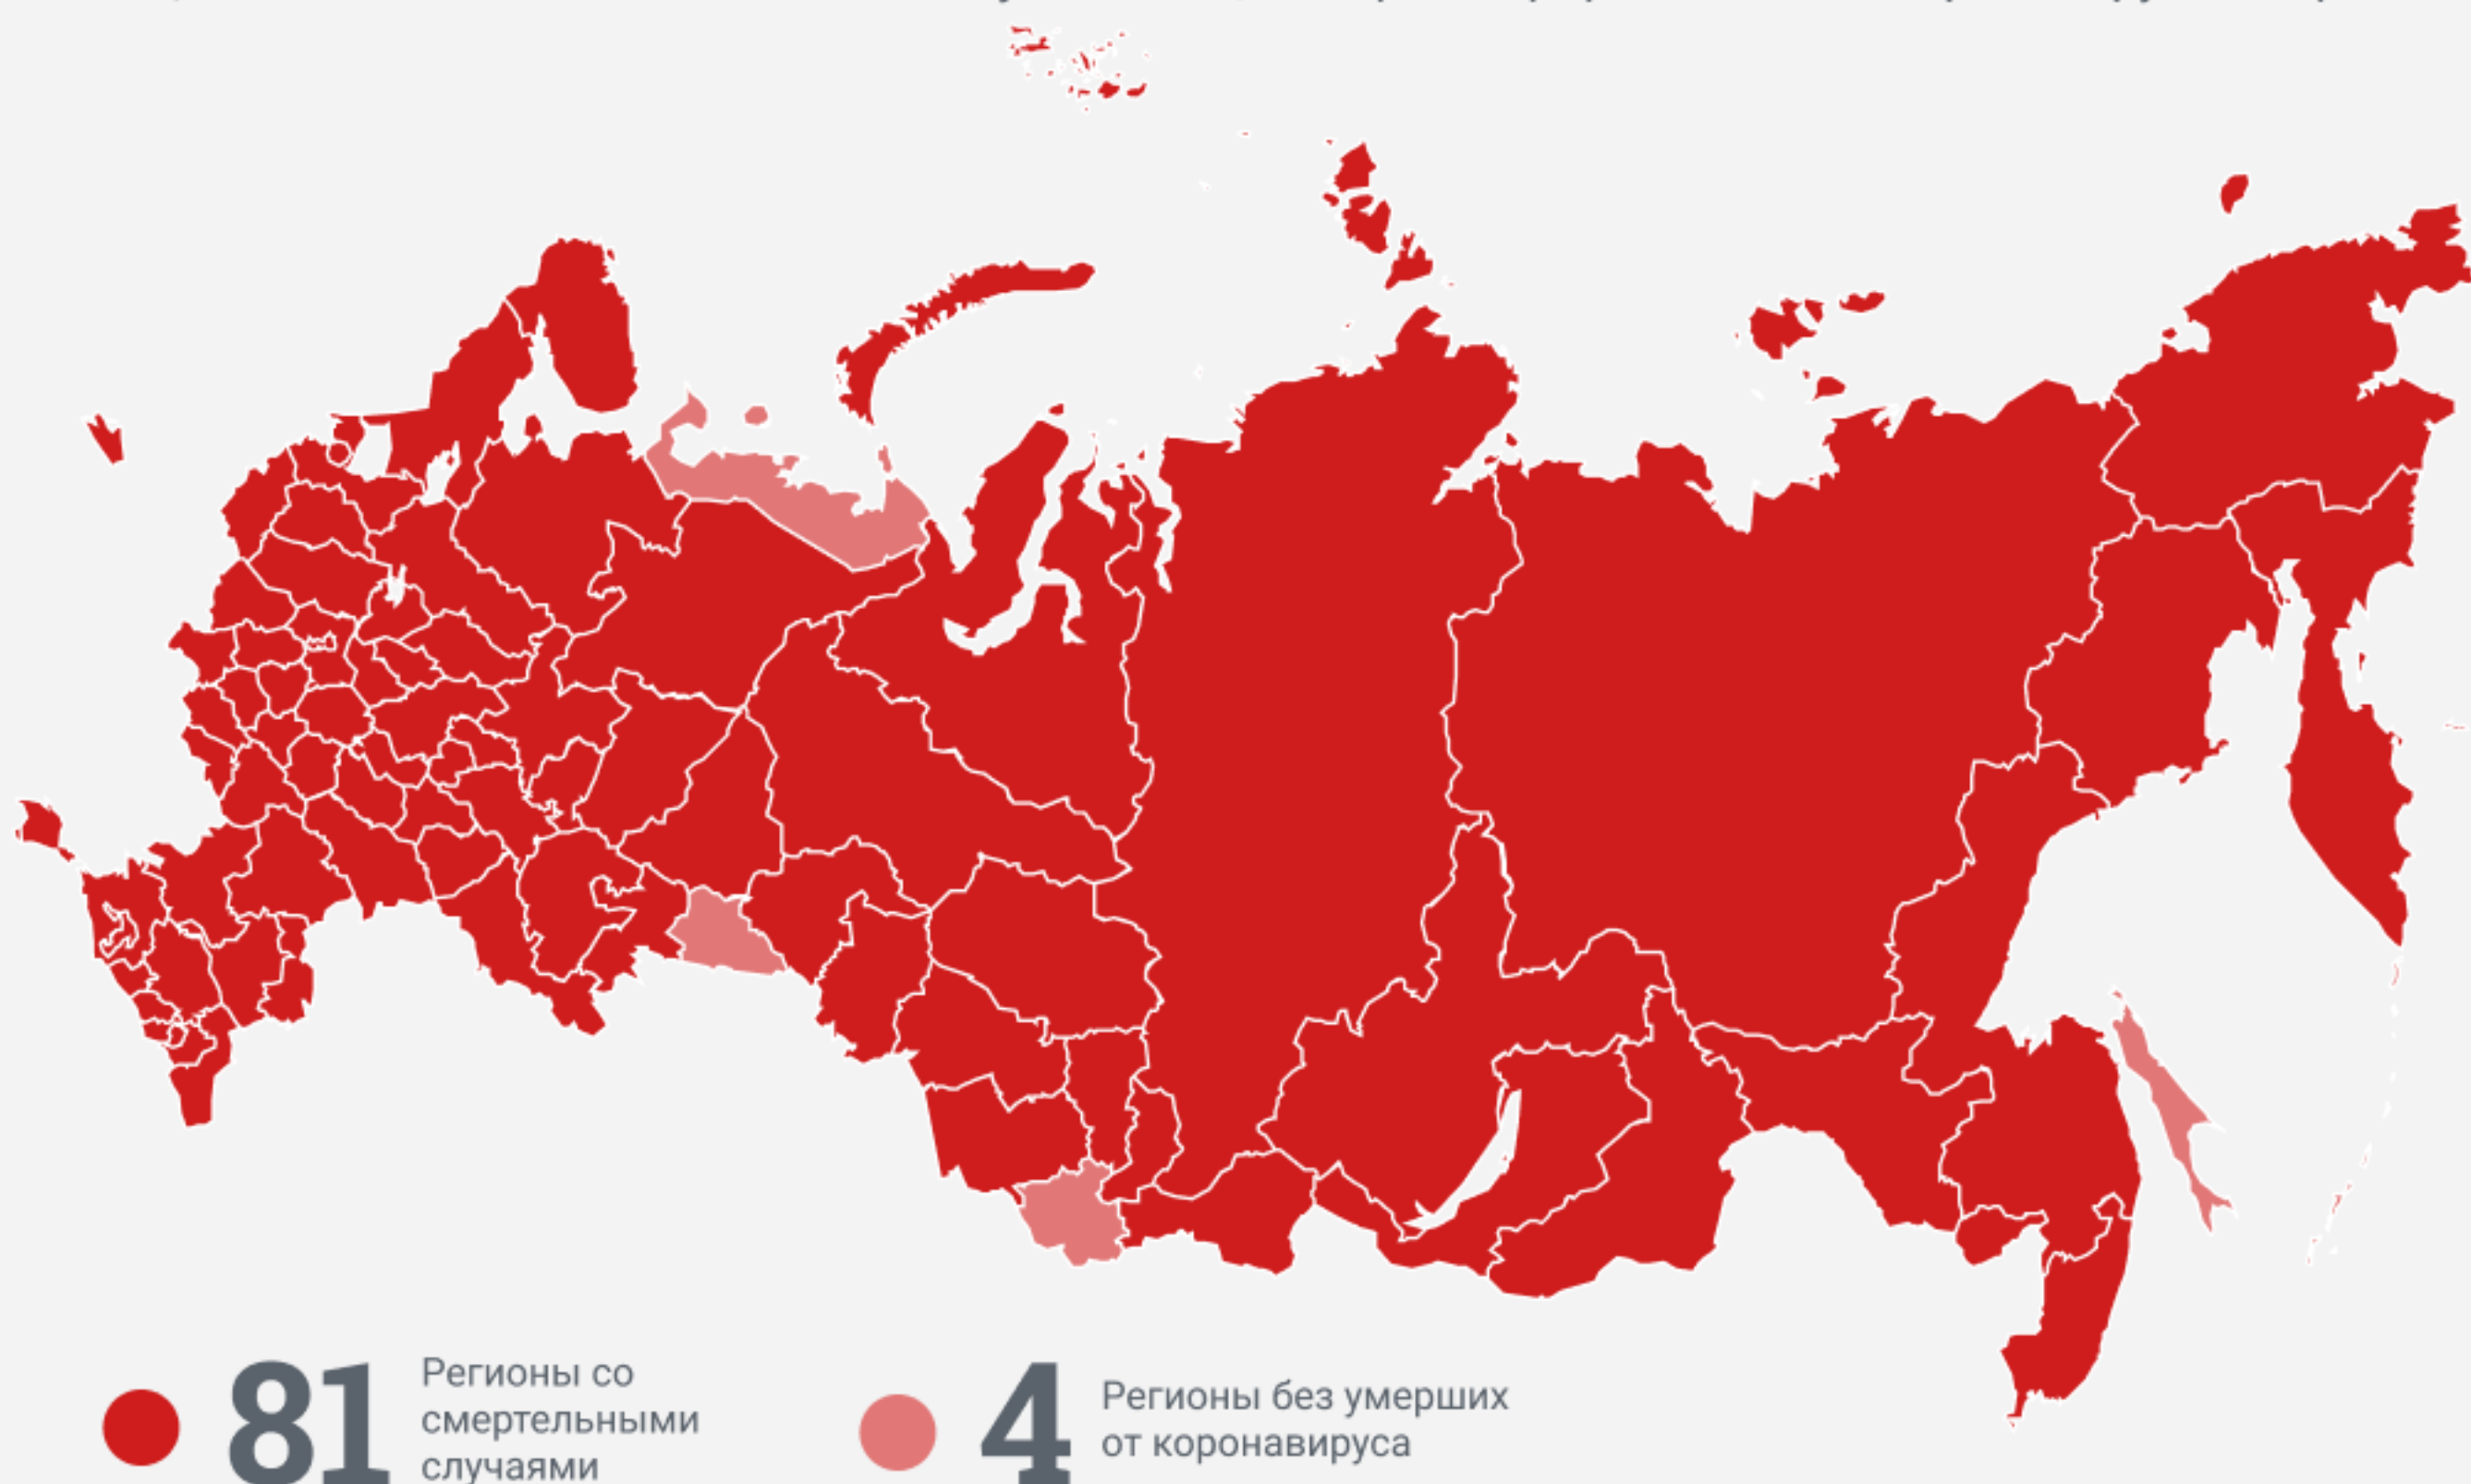 81
Регионы со
смертельными
случаями
4
Регионы без умерших
от коронавируса